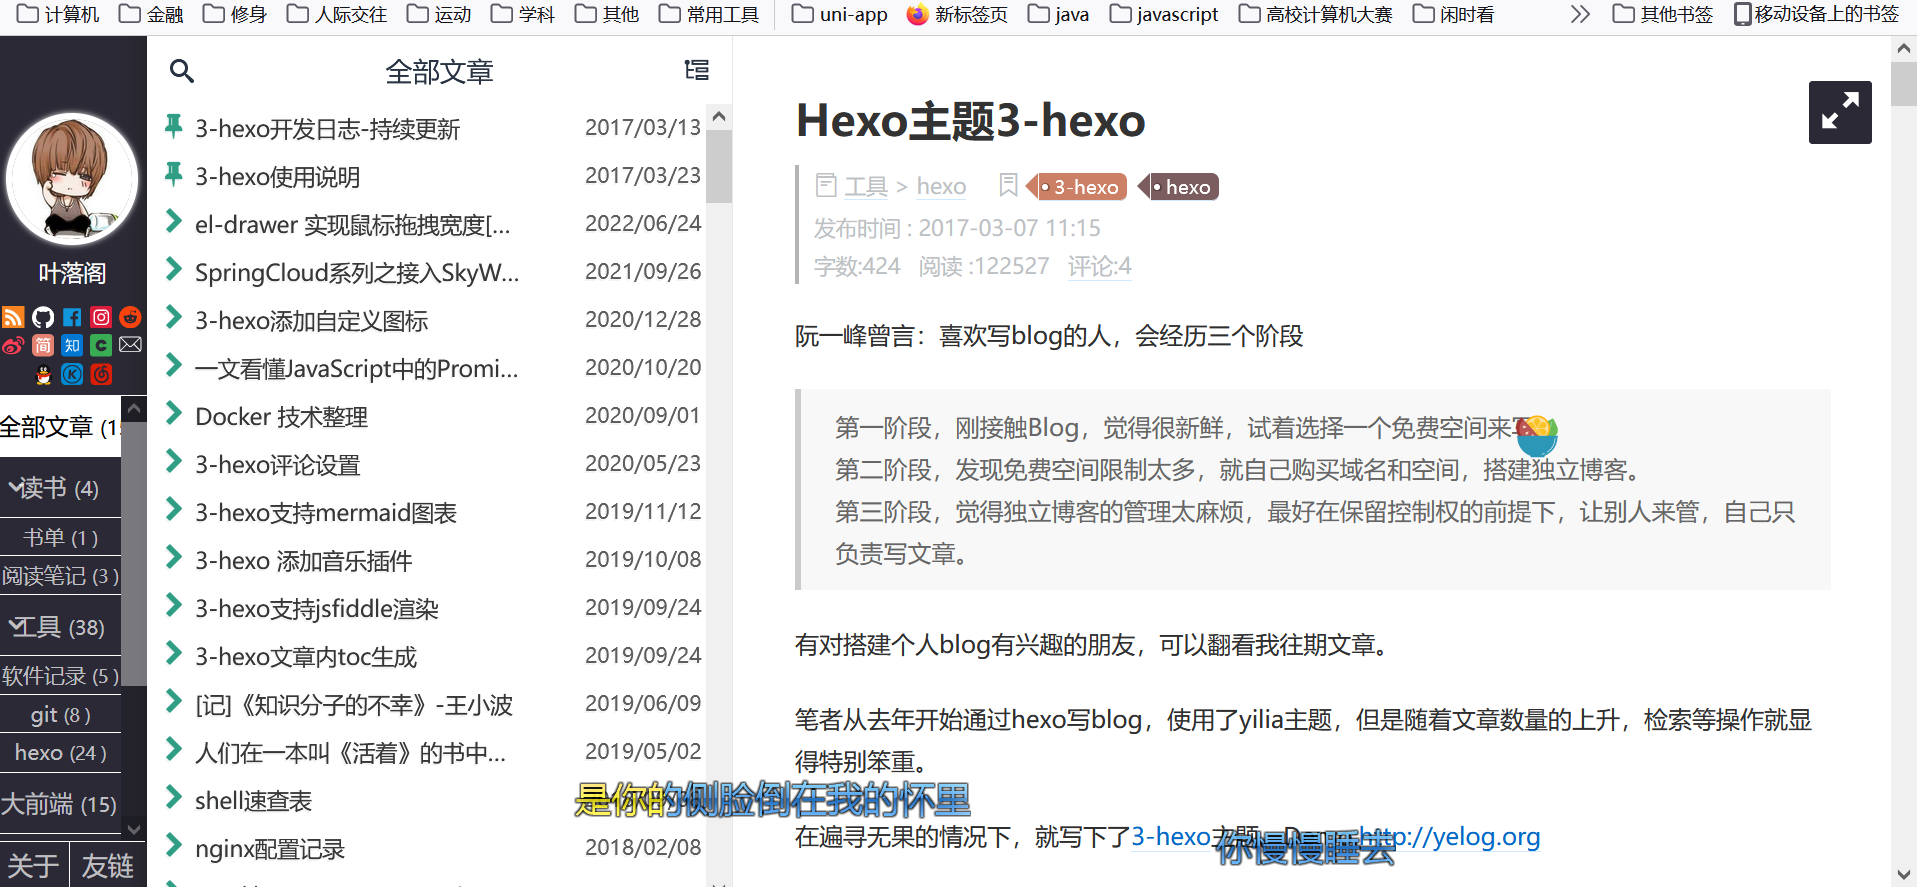 计算机 金融 修身 人际交往 运动 学科 其他 常用工具 uni-app 新标签页 java javascript 高校计算机大赛 闲时看 其他书签 移动设备上的书签
叶落阁
简 知
全部文章 (15
读书 (4)
书单 (1)
阅读笔记 (3)
工具 (38)
软件记录 (5)
git (8)
hexo (24)
大前端 (15)
关于 友链
全部文章
3-hexo开发日志-持续更新 2017/03/13
3-hexo使用说明 2017/03/23
el-drawer 实现鼠标拖拽宽度[... 2022/06/24
SpringCloud系列之接入SkyW... 2021/09/26
3-hexo添加自定义图标 2020/12/28
一文看懂JavaScript中的Promi... 2020/10/20
Docker 技术整理 2020/09/01
3-hexo评论设置 2020/05/23
3-hexo支持mermaid图表 2019/11/12
3-hexo 添加音乐插件 2019/10/08
3-hexo支持jsfiddle渲染 2019/09/24
3-hexo文章内toc生成 2019/09/24
[记]《知识分子的不幸》-王小波 2019/06/09
人们在一本叫《活着》的书中... 2019/05/02
shell速查表
nginx配置记录 2018/02/08
Hexo主题3-hexo
工具 > hexo 3-hexo hexo
发布时间 : 2017-03-07 11:15
字数:424 阅读 :122527 评论:4
阮一峰曾言：喜欢写blog的人，会经历三个阶段
第一阶段，刚接触Blog，觉得很新鲜，试着选择一个免费空间来
第二阶段，发现免费空间限制太多，就自己购买域名和空间，搭建独立博客。
第三阶段，觉得独立博客的管理太麻烦，最好在保留控制权的前提下，让别人来管，自己只
负责写文章。
有对搭建个人blog有兴趣的朋友，可以翻看我往期文章。
笔者从去年开始通过hexo写blog，使用了yilia主题，但是随着文章数量的上升，检索等操作就显
得特别笨重。
是你的侧脸倒在我的怀里
在遍寻无果的情况下，就写下了3-hexo主题 http://yelog.org
你慢慢睡去